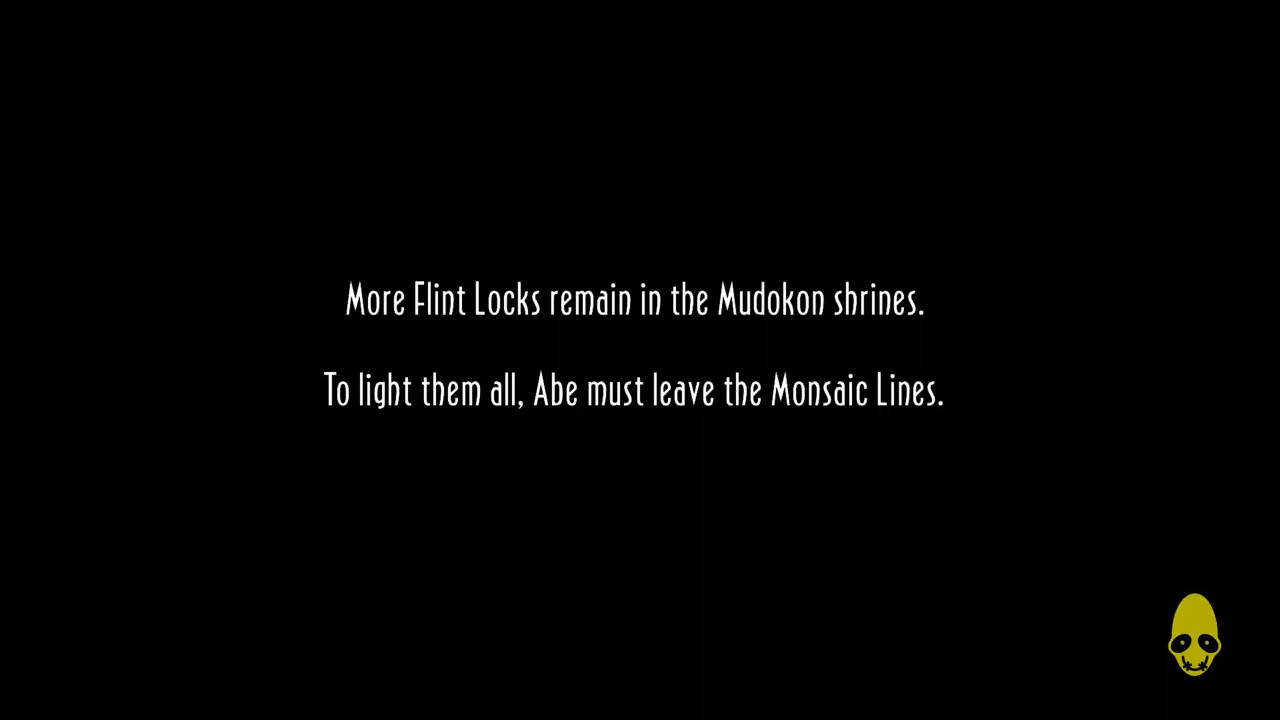 More Flint Locks remain in the Mudokon shrines.
To light them all, Abe must leave the Monsaic Lines.